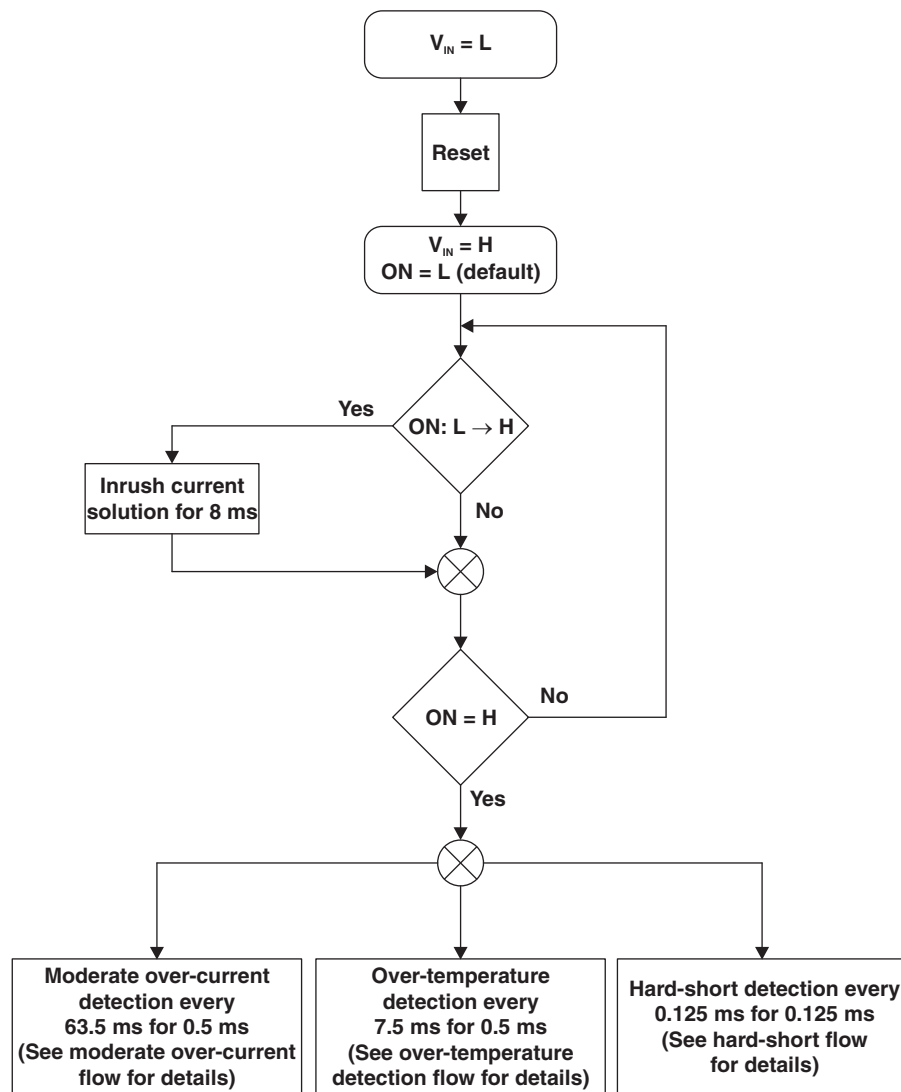 V_IN = L
Reset
V_IN = H
ON = L (default)
Yes
ON: L → H
Inrush current
solution for 8 ms
No
No
ON = H
Yes
Moderate over-current
detection every
63.5 ms for 0.5 ms
(See moderate over-current
flow for details)
Over-temperature
detection every
7.5 ms for 0.5 ms
(See over-temperature
detection flow for details)
Hard-short detection every
0.125 ms for 0.125 ms
(See hard-short flow
for details)